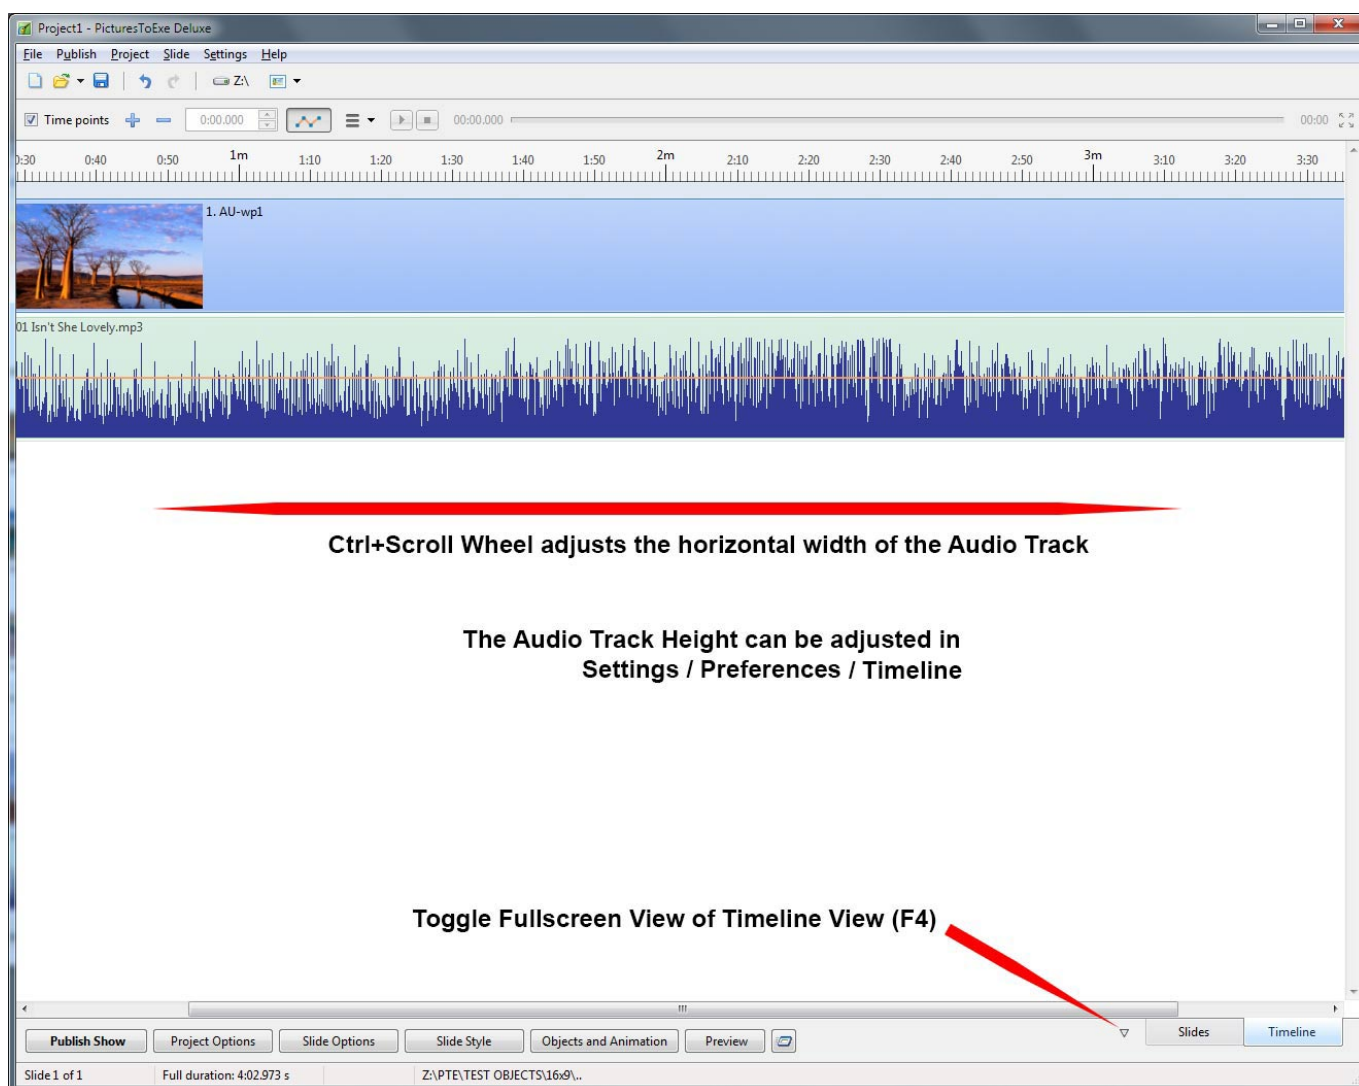 Project1 - PicturesToExe Deluxe
File Publish Project Slide Settings Help
Z:\
Time points 0:00.000 00:00.000 00:00
0:30 0:40 0:50 1m 1:10 1:20 1:30 1:40 1:50 2m 2:10 2:20 2:30 2:40 2:50 3m 3:10 3:20 3:30
1. AU-wp1
01 Isn't She Lovely.mp3
Ctrl+Scroll Wheel adjusts the horizontal width of the Audio Track
The Audio Track Height can be adjusted in
Settings / Preferences / Timeline
Toggle Fullscreen View of Timeline View (F4)
Publish Show Project Options Slide Options Slide Style Objects and Animation Preview Slides Timeline
Slide 1 of 1 Full duration: 4:02.973 s Z:\PTE\TEST OBJECTS\16x9\..